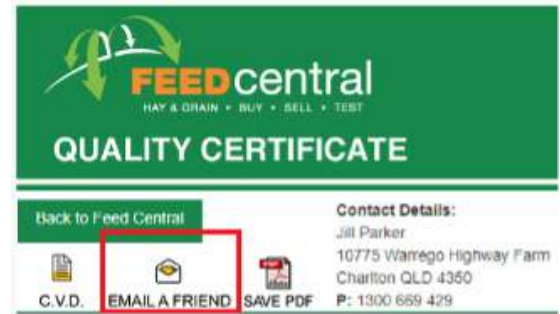 FEEDcentral
HAY & GRAIN • BUY • SELL • TEST
QUALITY CERTIFICATE
Back to Feed Central
C.V.D.
EMAIL A FRIEND
SAVE PDF
Contact Details:
Jill Parker
10775 Warrego Highway Farm
Charlton QLD 4350
P: 1300 669 429